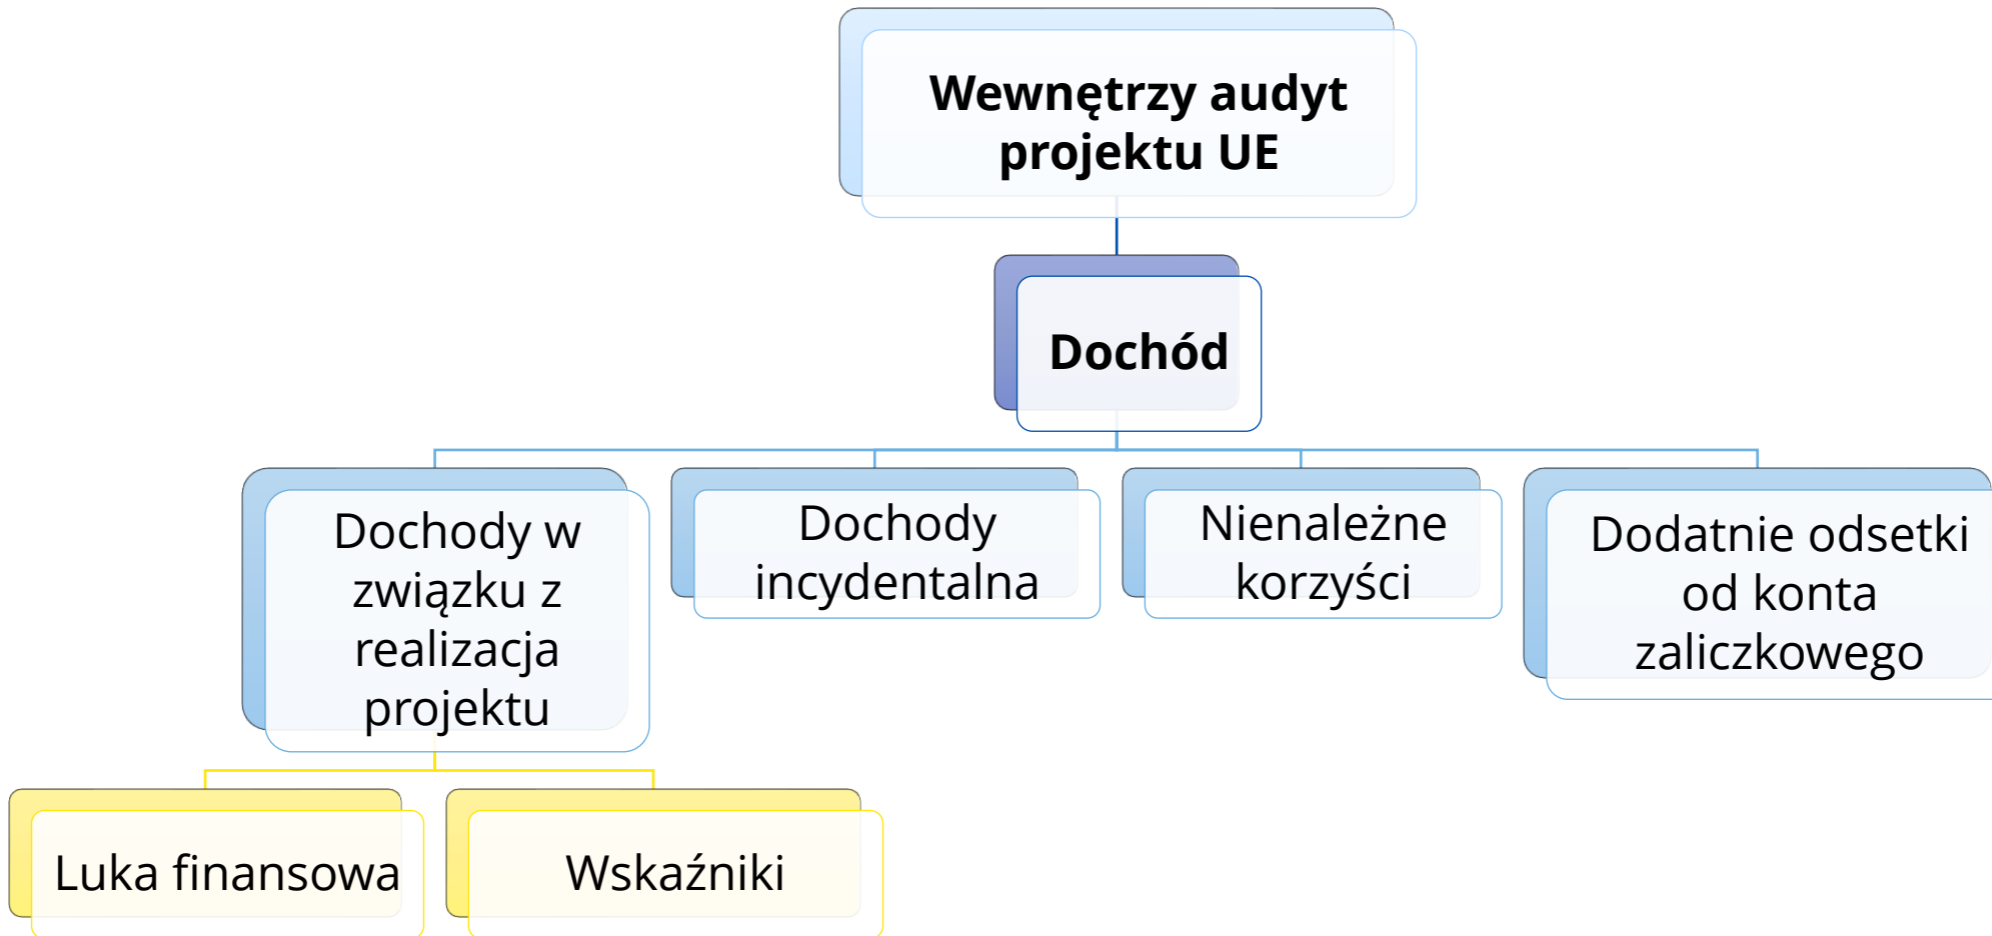 Wewnętrzy audyt
projektu UE
Dochód
Dochody w
związku z
realizacja
projektu
Dochody
incydentalna
Nienależne
korzyści
Dodatnie odsetki
od konta
zaliczkowego
Luka finansowa
Wskaźniki